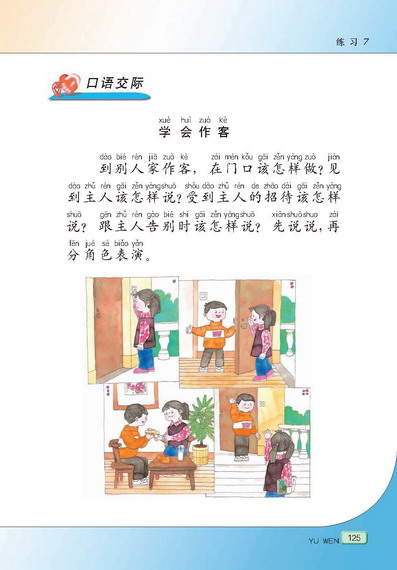 练习7
口语交际
xué huì zuò kè
学会作客
dào bié rén jiā zuò kè zài mén kǒu gāi zěn yàng zuò jiàn
到别人家作客，在门口该怎样做？见
dào zhǔ rén gāi zěn yàng shuō shòu dào zhǔ rén de zhāo dài gāi zěn yàng
到主人该怎样说？受到主人的招待该怎样
shuō gēn zhǔ rén gào bié shí gāi zěn yàng shuō xiān shuō shuo zài
说？跟主人告别时该怎样说？先说说，再
fēn jué sè biǎo yǎn
分角色表演。
YU WEN 125